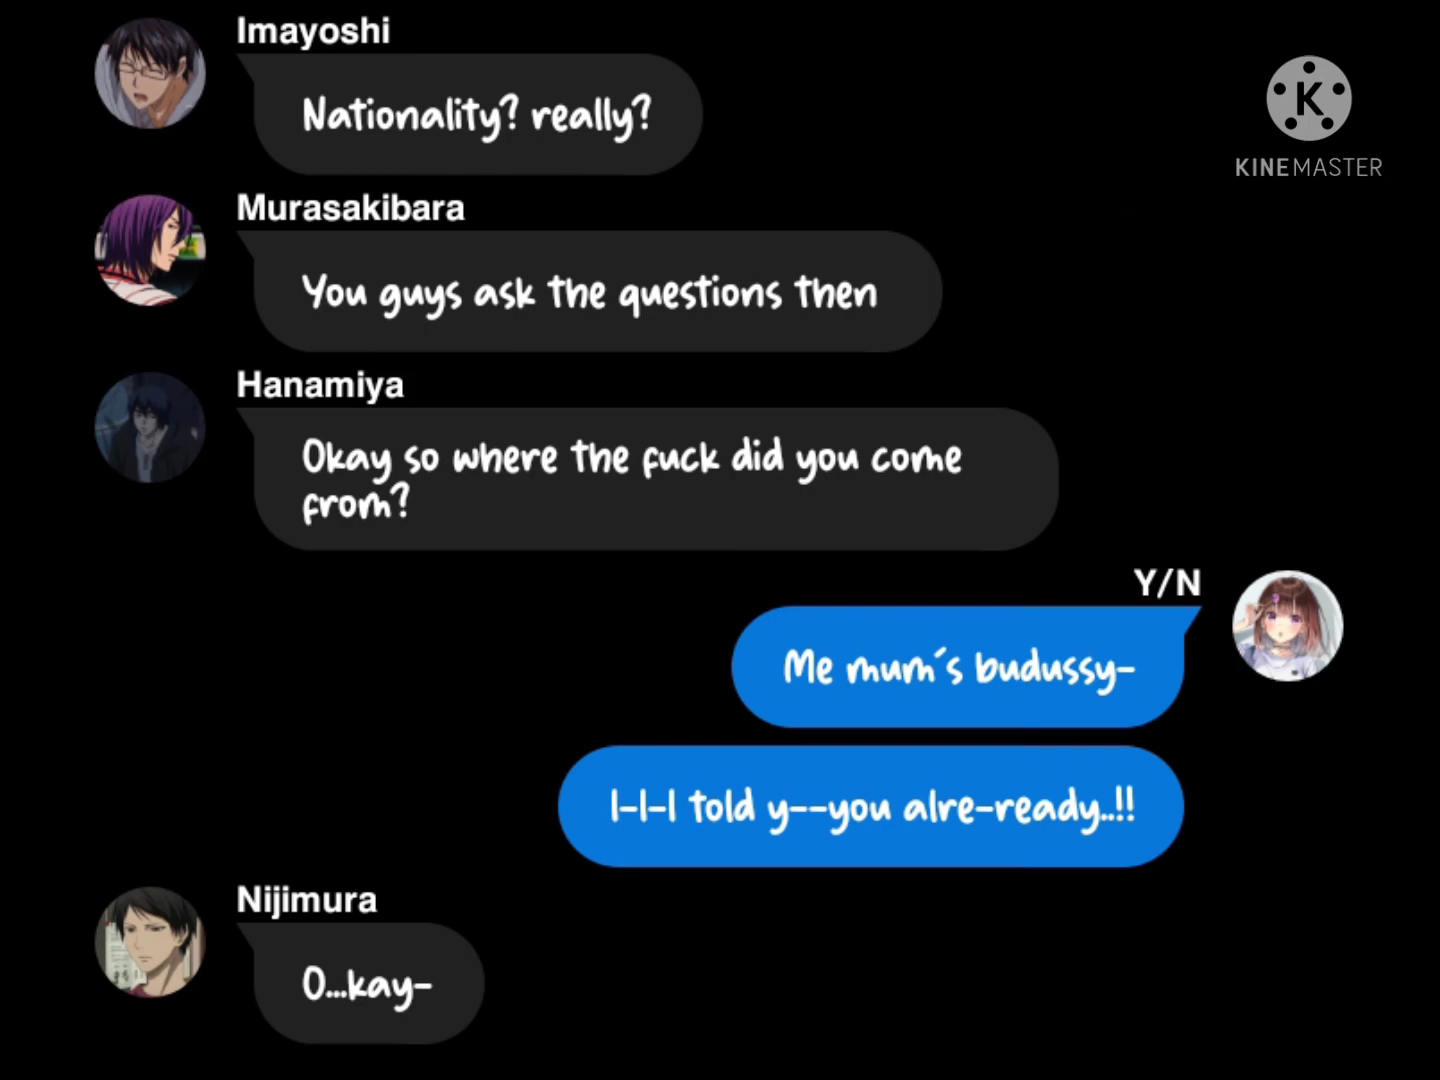 Imayoshi
Nationality? really?
K
KINEMASTER
Murasakibara
You guys ask the questions then
Hanamiya
Okay so where the fuck did you come
from?
Y/N
Me mum´s budussy-
I-I-I told y--you alre-ready..!!
Nijimura
O...kay-